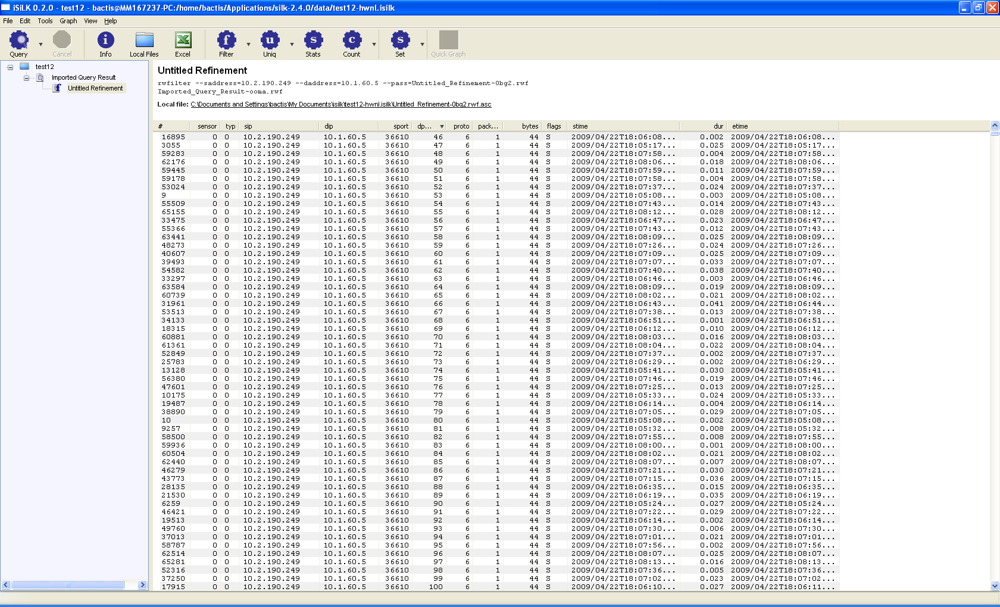 iSiLK 0.2.0 - test12 - bactis@MM167237-PC:/home/bactis/Applications/silk-2.4.0/data/test12-hwnl.isilk
File Edit Tools Graph View Help
Query Cancel Info Local Files Excel Filter Uniq Stats Count Set Quick Graph
test12
Imported Query Result
Untitled Refinement
Untitled Refinement
rwfilter --saddress=10.2.190.249 --daddress=10.1.60.5 --pass=Untitled_Refinement-0bg2.rwf
Imported_Query_Result-ooma.rwf
Local file: C:\Documents and Settings\bactis\My Documents\isilk\test12-hwnl.isilk\Untitled_Refinement-0bg2.rwf.asc
# sensor typ sip dip sport dp... proto pack... bytes flags stime dur etime
16895 0 0 10.2.190.249 10.1.60.5 36610 46 6 1 44 S 2009/04/22T18:06:08... 0.002 2009/04/22T18:06:08...
3055 0 0 10.2.190.249 10.1.60.5 36610 47 6 1 44 S 2009/04/22T18:05:17... 0.025 2009/04/22T18:05:17...
59283 0 0 10.2.190.249 10.1.60.5 36610 48 6 1 44 S 2009/04/22T18:07:58... 0.004 2009/04/22T18:07:58...
62176 0 0 10.2.190.249 10.1.60.5 36610 49 6 1 44 S 2009/04/22T18:08:06... 0.018 2009/04/22T18:08:06...
59445 0 0 10.2.190.249 10.1.60.5 36610 50 6 1 44 S 2009/04/22T18:07:59... 0.011 2009/04/22T18:07:59...
59178 0 0 10.2.190.249 10.1.60.5 36610 51 6 1 44 S 2009/04/22T18:07:58... 0.004 2009/04/22T18:07:58...
53024 0 0 10.2.190.249 10.1.60.5 36610 52 6 1 44 S 2009/04/22T18:07:37... 0.024 2009/04/22T18:07:37...
9 0 0 10.2.190.249 10.1.60.5 36610 53 6 1 44 S 2009/04/22T18:05:08... 0.003 2009/04/22T18:05:08...
55509 0 0 10.2.190.249 10.1.60.5 36610 54 6 1 44 S 2009/04/22T18:07:43... 0.014 2009/04/22T18:07:43...
65155 0 0 10.2.190.249 10.1.60.5 36610 55 6 1 44 S 2009/04/22T18:08:12... 0.028 2009/04/22T18:08:12...
33475 0 0 10.2.190.249 10.1.60.5 36610 56 6 1 44 S 2009/04/22T18:06:47... 0.023 2009/04/22T18:06:47...
55366 0 0 10.2.190.249 10.1.60.5 36610 57 6 1 44 S 2009/04/22T18:07:43... 0.012 2009/04/22T18:07:43...
63441 0 0 10.2.190.249 10.1.60.5 36610 58 6 1 44 S 2009/04/22T18:08:09... 0.025 2009/04/22T18:08:09...
48273 0 0 10.2.190.249 10.1.60.5 36610 59 6 1 44 S 2009/04/22T18:07:26... 0.024 2009/04/22T18:07:26...
40607 0 0 10.2.190.249 10.1.60.5 36610 60 6 1 44 S 2009/04/22T18:07:09... 0.025 2009/04/22T18:07:09...
39493 0 0 10.2.190.249 10.1.60.5 36610 61 6 1 44 S 2009/04/22T18:07:07... 0.033 2009/04/22T18:07:07...
54582 0 0 10.2.190.249 10.1.60.5 36610 62 6 1 44 S 2009/04/22T18:07:40... 0.038 2009/04/22T18:07:40...
33297 0 0 10.2.190.249 10.1.60.5 36610 63 6 1 44 S 2009/04/22T18:06:46... 0.003 2009/04/22T18:06:46...
63584 0 0 10.2.190.249 10.1.60.5 36610 64 6 1 44 S 2009/04/22T18:08:09... 0.019 2009/04/22T18:08:09...
60739 0 0 10.2.190.249 10.1.60.5 36610 65 6 1 44 S 2009/04/22T18:08:02... 0.021 2009/04/22T18:08:02...
31961 0 0 10.2.190.249 10.1.60.5 36610 66 6 1 44 S 2009/04/22T18:06:43... 0.041 2009/04/22T18:06:44...
53513 0 0 10.2.190.249 10.1.60.5 36610 67 6 1 44 S 2009/04/22T18:07:38... 0.013 2009/04/22T18:07:38...
34133 0 0 10.2.190.249 10.1.60.5 36610 68 6 1 44 S 2009/04/22T18:06:51... 0.001 2009/04/22T18:06:51...
18315 0 0 10.2.190.249 10.1.60.5 36610 69 6 1 44 S 2009/04/22T18:06:12... 0.010 2009/04/22T18:06:12...
60881 0 0 10.2.190.249 10.1.60.5 36610 70 6 1 44 S 2009/04/22T18:08:03... 0.016 2009/04/22T18:08:03...
61361 0 0 10.2.190.249 10.1.60.5 36610 71 6 1 44 S 2009/04/22T18:08:04... 0.022 2009/04/22T18:08:04...
52849 0 0 10.2.190.249 10.1.60.5 36610 72 6 1 44 S 2009/04/22T18:07:37... 0.002 2009/04/22T18:07:37...
25783 0 0 10.2.190.249 10.1.60.5 36610 73 6 1 44 S 2009/04/22T18:06:29... 0.002 2009/04/22T18:06:29...
13128 0 0 10.2.190.249 10.1.60.5 36610 74 6 1 44 S 2009/04/22T18:05:41... 0.030 2009/04/22T18:05:41...
56380 0 0 10.2.190.249 10.1.60.5 36610 75 6 1 44 S 2009/04/22T18:07:46... 0.019 2009/04/22T18:07:46...
47601 0 0 10.2.190.249 10.1.60.5 36610 76 6 1 44 S 2009/04/22T18:07:25... 0.013 2009/04/22T18:07:25...
10175 0 0 10.2.190.249 10.1.60.5 36610 77 6 1 44 S 2009/04/22T18:05:33... 0.024 2009/04/22T18:05:33...
19487 0 0 10.2.190.249 10.1.60.5 36610 78 6 1 44 S 2009/04/22T18:06:14... 0.004 2009/04/22T18:06:14...
38890 0 0 10.2.190.249 10.1.60.5 36610 79 6 1 44 S 2009/04/22T18:07:05... 0.029 2009/04/22T18:07:05...
10 0 0 10.2.190.249 10.1.60.5 36610 80 6 1 44 S 2009/04/22T18:05:08... 0.002 2009/04/22T18:05:08...
9257 0 0 10.2.190.249 10.1.60.5 36610 81 6 1 44 S 2009/04/22T18:05:32... 0.008 2009/04/22T18:05:32...
58500 0 0 10.2.190.249 10.1.60.5 36610 82 6 1 44 S 2009/04/22T18:07:55... 0.008 2009/04/22T18:07:55...
59936 0 0 10.2.190.249 10.1.60.5 36610 83 6 1 44 S 2009/04/22T18:08:00... 0.001 2009/04/22T18:08:00...
60504 0 0 10.2.190.249 10.1.60.5 36610 84 6 1 44 S 2009/04/22T18:08:02... 0.021 2009/04/22T18:08:02...
62440 0 0 10.2.190.249 10.1.60.5 36610 85 6 1 44 S 2009/04/22T18:08:07... 0.007 2009/04/22T18:08:07...
46279 0 0 10.2.190.249 10.1.60.5 36610 86 6 1 44 S 2009/04/22T18:07:21... 0.030 2009/04/22T18:07:21...
43773 0 0 10.2.190.249 10.1.60.5 36610 87 6 1 44 S 2009/04/22T18:07:15... 0.036 2009/04/22T18:07:15...
28135 0 0 10.2.190.249 10.1.60.5 36610 88 6 1 44 S 2009/04/22T18:06:35... 0.015 2009/04/22T18:06:35...
21530 0 0 10.2.190.249 10.1.60.5 36610 89 6 1 44 S 2009/04/22T18:06:19... 0.035 2009/04/22T18:06:19...
6259 0 0 10.2.190.249 10.1.60.5 36610 90 6 1 44 S 2009/04/22T18:05:24... 0.027 2009/04/22T18:05:24...
46421 0 0 10.2.190.249 10.1.60.5 36610 91 6 1 44 S 2009/04/22T18:07:22... 0.029 2009/04/22T18:07:22...
19513 0 0 10.2.190.249 10.1.60.5 36610 92 6 1 44 S 2009/04/22T18:06:14... 0.002 2009/04/22T18:06:14...
49760 0 0 10.2.190.249 10.1.60.5 36610 93 6 1 44 S 2009/04/22T18:07:30... 0.006 2009/04/22T18:07:30...
37013 0 0 10.2.190.249 10.1.60.5 36610 94 6 1 44 S 2009/04/22T18:07:01... 0.021 2009/04/22T18:07:01...
58787 0 0 10.2.190.249 10.1.60.5 36610 95 6 1 44 S 2009/04/22T18:07:56... 0.002 2009/04/22T18:07:56...
62514 0 0 10.2.190.249 10.1.60.5 36610 96 6 1 44 S 2009/04/22T18:08:07... 0.025 2009/04/22T18:08:07...
65281 0 0 10.2.190.249 10.1.60.5 36610 97 6 1 44 S 2009/04/22T18:08:13... 0.016 2009/04/22T18:08:13...
52316 0 0 10.2.190.249 10.1.60.5 36610 98 6 1 44 S 2009/04/22T18:07:36... 0.005 2009/04/22T18:07:36...
37250 0 0 10.2.190.249 10.1.60.5 36610 99 6 1 44 S 2009/04/22T18:07:02... 0.023 2009/04/22T18:07:02...
17915 0 0 10.2.190.249 10.1.60.5 36610 100 6 1 44 S 2009/04/22T18:06:10... 0.027 2009/04/22T18:06:11...